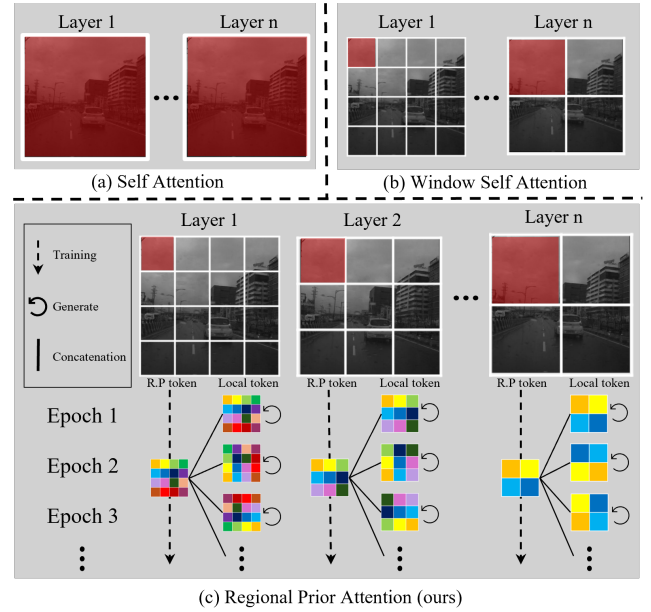 Layer 1
Layer n
Layer 1
Layer n
(a) Self Attention
(b) Window Self Attention
Layer 1
Layer 2
Layer n
Training
Generate
Concatenation
R.P token
Local token
R.P token
Local token
R.P token
Local token
Epoch 1
Epoch 2
Epoch 3
(c) Regional Prior Attention (ours)